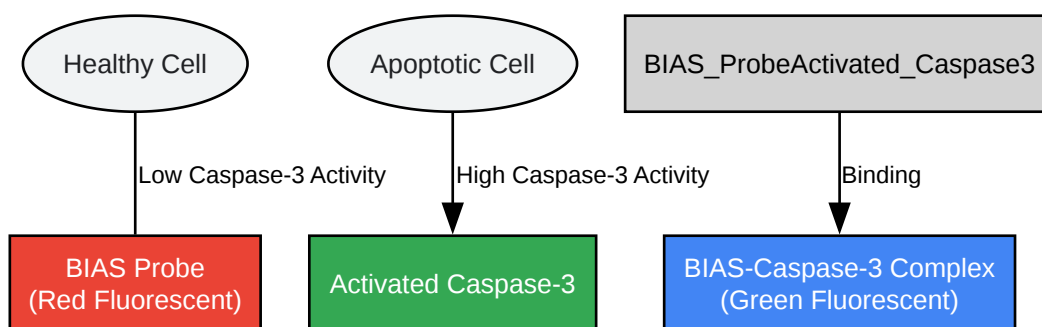 Healthy Cell
Apoptotic Cell
BIAS_ProbeActivated_Caspase3
Low Caspase-3 Activity
High Caspase-3 Activity
Binding
BIAS Probe
(Red Fluorescent)
Activated Caspase-3
BIAS-Caspase-3 Complex
(Green Fluorescent)